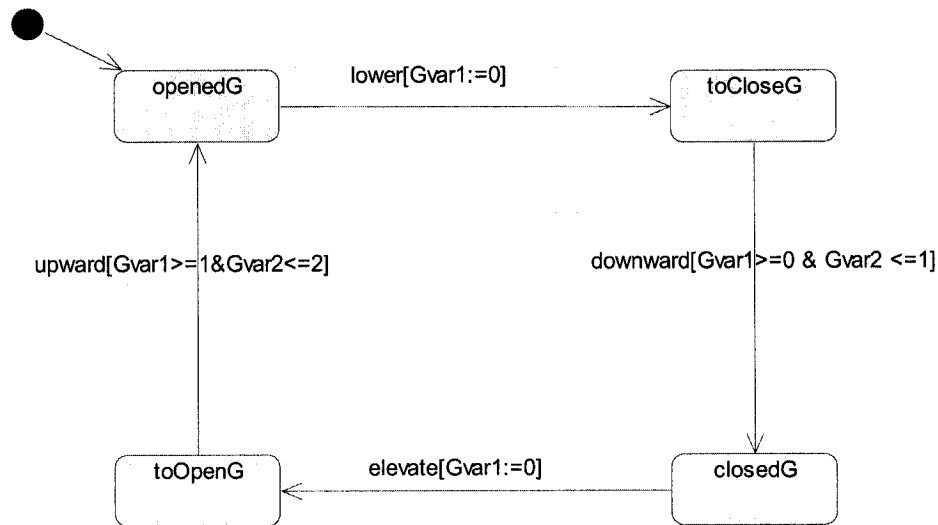 openedG
lower[Gvar1:=0]
toCloseG
upward[Gvar1>=1&Gvar2<=2]
downward[Gvar1>=0 & Gvar2 <=1]
toOpenG
elevate[Gvar1:=0]
closedG